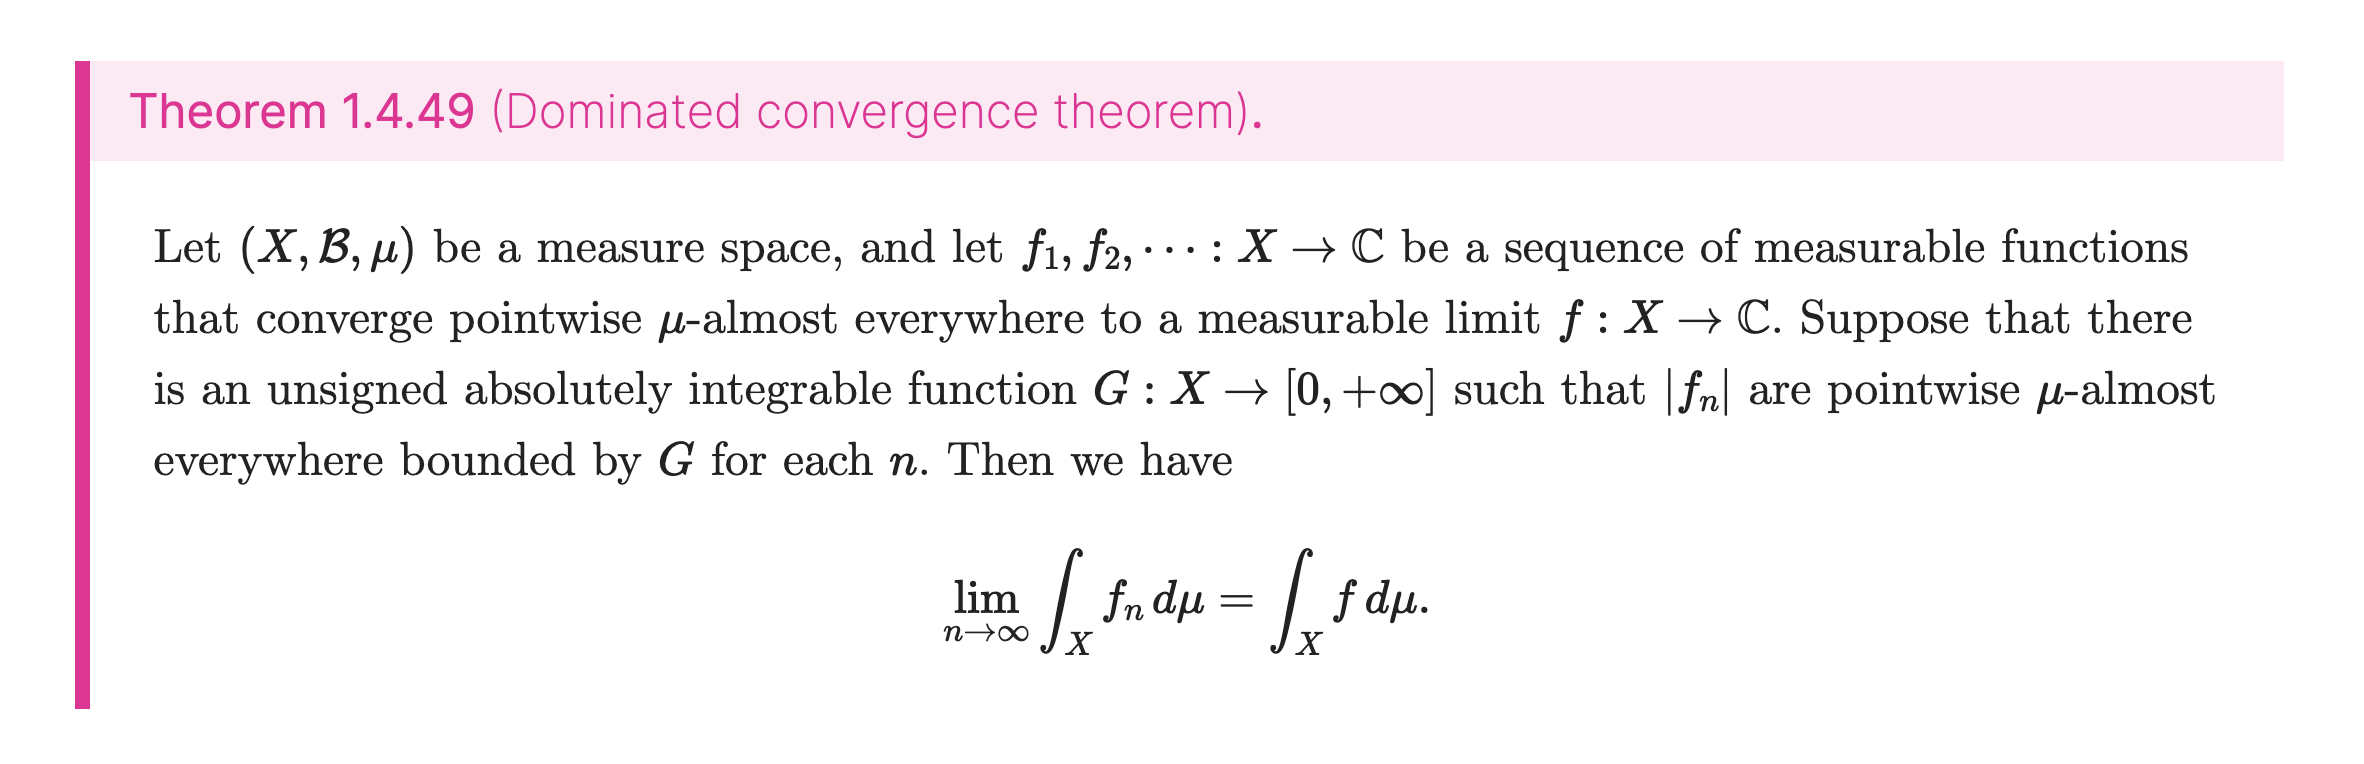 Theorem 1.4.49 (Dominated convergence theorem).
Let $(X, \mathcal{B}, \mu)$ be a measure space, and let $f_1, f_2, \cdots : X \to \mathbb{C}$ be a sequence of measurable functions
that converge pointwise $\mu$-almost everywhere to a measurable limit $f : X \to \mathbb{C}$. Suppose that there
is an unsigned absolutely integrable function $G : X \to [0, +\infty]$ such that $|f_n|$ are pointwise $\mu$-almost
everywhere bounded by $G$ for each $n$. Then we have
$$\lim_{n \to \infty} \int_X f_n \, d\mu = \int_X f \, d\mu.$$